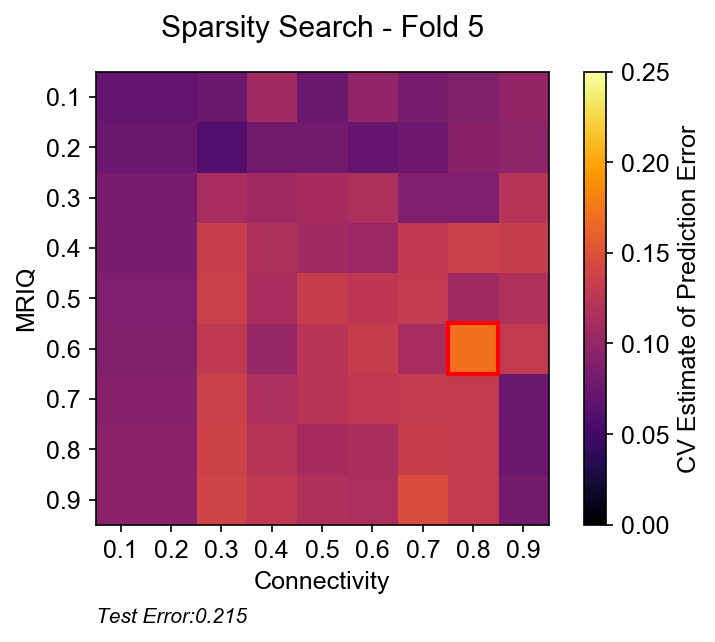 Sparsity Search - Fold 5
MRIQ
0.1
0.2
0.3
0.4
0.5
0.6
0.7
0.8
0.9
0.1 0.2 0.3 0.4 0.5 0.6 0.7 0.8 0.9
Connectivity
Test Error:0.215
0.25
0.20
0.15
0.10
0.05
0.00
CV Estimate of Prediction Error